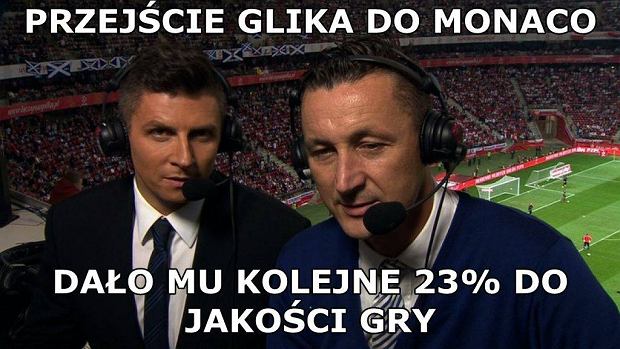 PRZEJŚCIE GLIKA DO MONACO
DAŁO MU KOLEJNE 23% DO
JAKOŚCI GRY